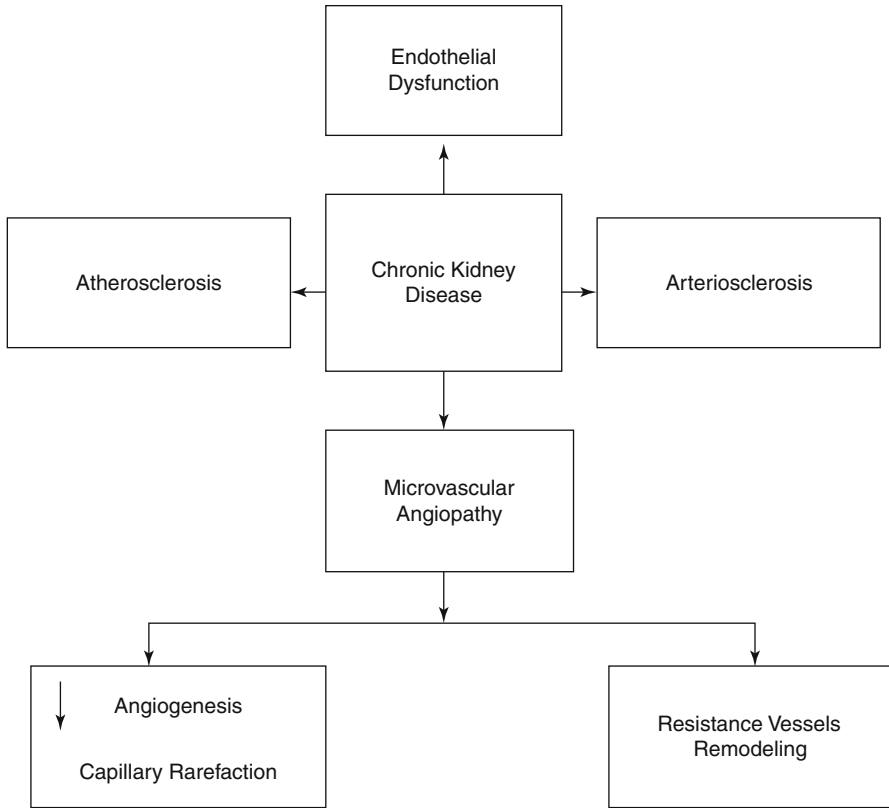 Endothelial
Dysfunction
Atherosclerosis
Chronic Kidney
Disease
Arteriosclerosis
Microvascular
Angiopathy
Angiogenesis
Capillary Rarefaction
Resistance Vessels
Remodeling